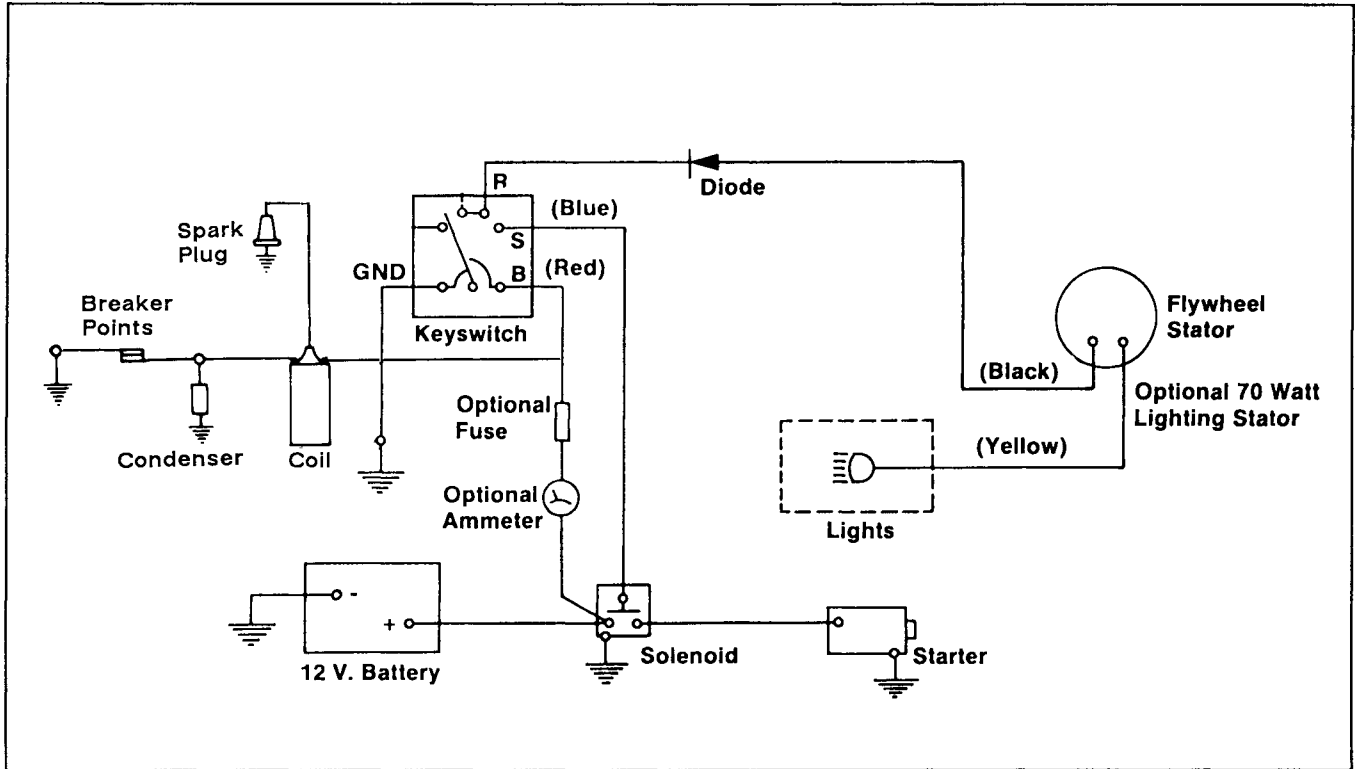 R
Diode
(Blue)
S
Spark
Plug
GND
B
(Red)
Keyswitch
Breaker
Points
Flywheel
Stator
(Black)
Optional 70 Watt
Lighting Stator
Optional
Fuse
Condenser
Coil
(Yellow)
Optional
Ammeter
Lights
-
+
12 V. Battery
Solenoid
Starter